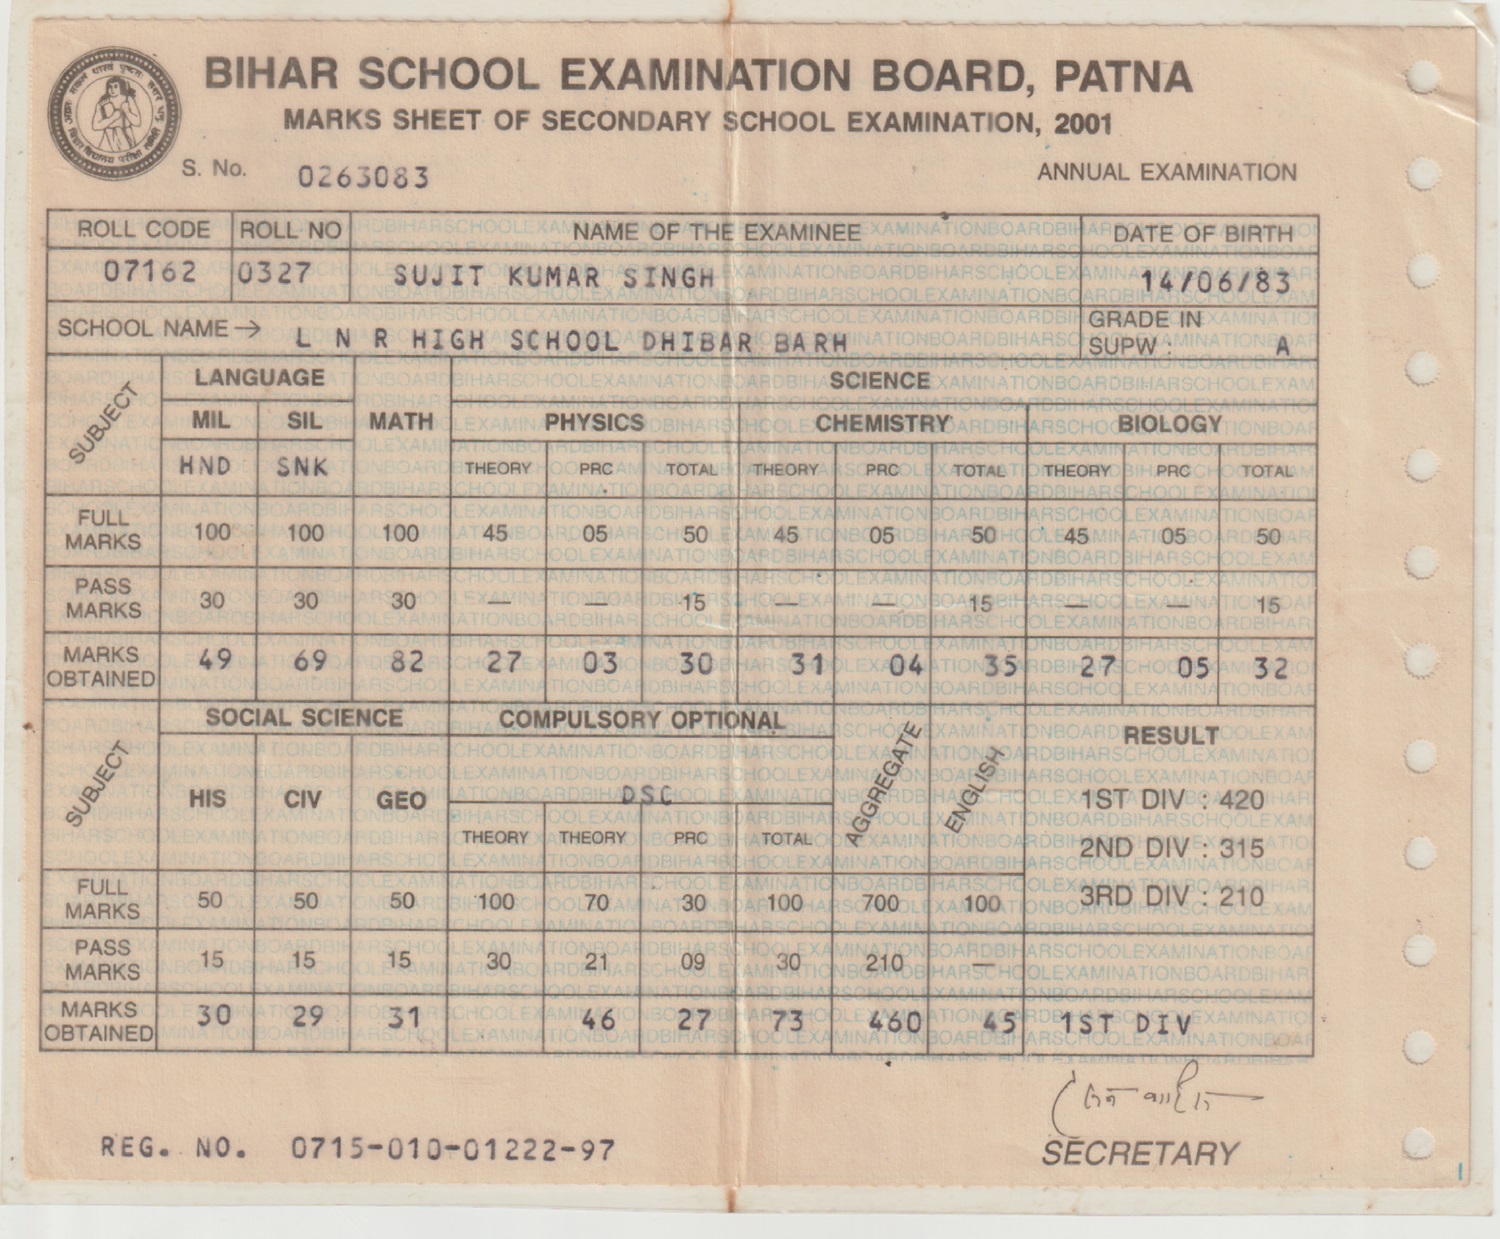 BIHAR SCHOOL EXAMINATION BOARD, PATNA
MARKS SHEET OF SECONDARY SCHOOL EXAMINATION, 2001
S. No. 0263083 ANNUAL EXAMINATION
ROLL CODE ROLL NO NAME OF THE EXAMINEE DATE OF BIRTH
07162 0327 SUJIT KUMAR SINGH 14/06/83
SCHOOL NAME → L N R HIGH SCHOOL DHIBAR BARH GRADE IN SUPW : A
SUBJECT LANGUAGE SCIENCE
MIL SIL MATH PHYSICS CHEMISTRY BIOLOGY
HND SNK THEORY PRC TOTAL THEORY PRC TOTAL THEORY PRC TOTAL
FULL MARKS 100 100 100 45 05 50 45 05 50 45 05 50
PASS MARKS 30 30 30 — — 15 — — 15 — — 15
MARKS OBTAINED 49 69 82 27 03 30 31 04 35 27 05 32
SUBJECT SOCIAL SCIENCE COMPULSORY OPTIONAL AGGREGATE ENGLISH RESULT
HIS CIV GEO DSC 1ST DIV : 420
THEORY THEORY PRC TOTAL 2ND DIV : 315
FULL MARKS 50 50 50 100 70 30 100 700 100 3RD DIV : 210
PASS MARKS 15 15 15 30 21 09 30 210 —
MARKS OBTAINED 30 29 31 46 27 73 460 45 1ST DIV
REG. NO. 0715-010-01222-97
SECRETARY